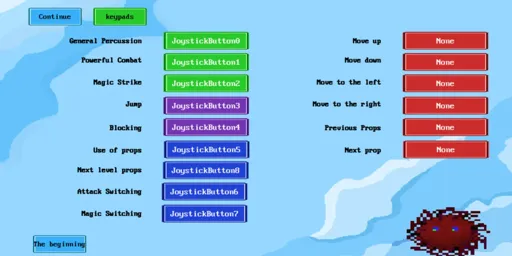 Continue
keypads
General Percussion JoystickButton0
Powerful Combat JoystickButton1
Magic Strike JoystickButton2
Jump JoystickButton3
Blocking JoystickButton4
Use of props JoystickButton5
Next level props JoystickButton8
Attack Switching JoystickButton6
Magic Switching JoystickButton7
Move up None
Move down None
Move to the left None
Move to the right None
Previous Props None
Next prop None
The beginning